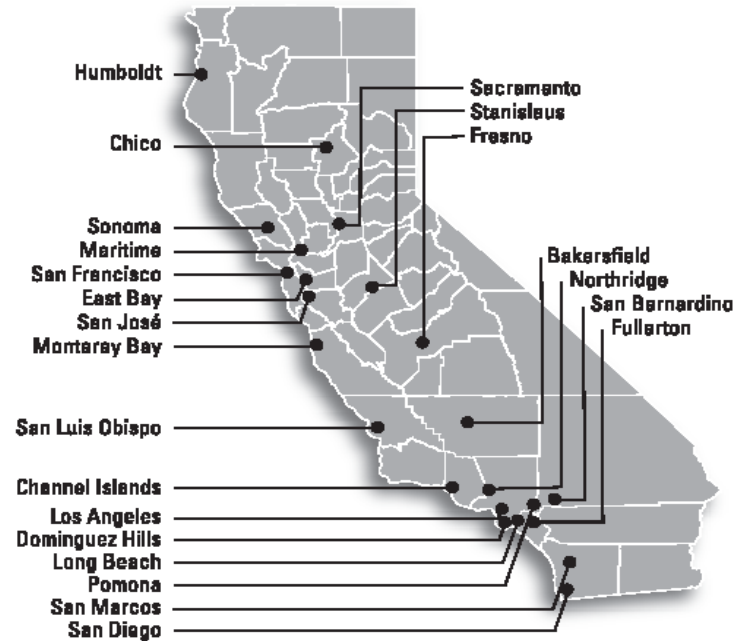 Humboldt
Chico
Sonoma
Maritime
San Francisco
East Bay
San José
Monteray Bay
San Luis Obispo
Channel Islands
Los Angeles
Dominguez Hills
Long Beach
Pomona
San Marcos
San Diego
Sacramento
Stanislaus
Fresno
Bakersfield
Northridge
San Bernardino
Fullerton